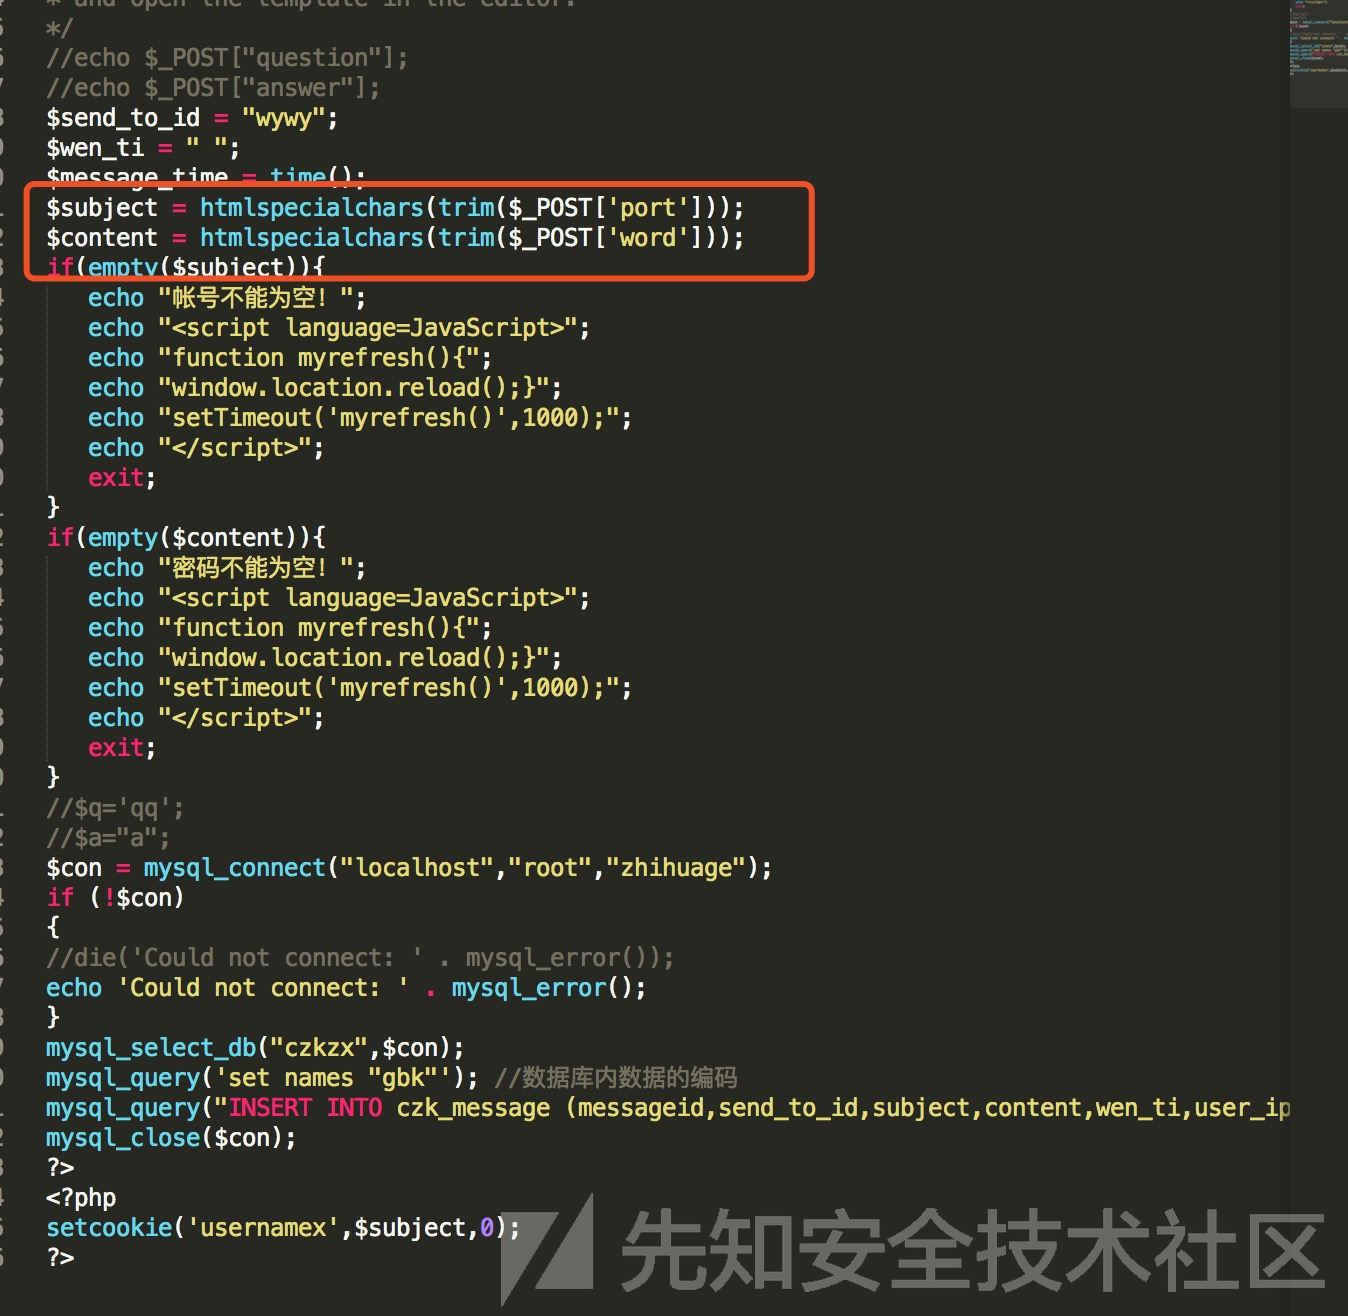 * and open the template in the editor.
*/
//echo $_POST["question"];
//echo $_POST["answer"];
$send_to_id = "wywy";
$wen_ti = " ";
$message_time = time();
$subject = htmlspecialchars(trim($_POST['port']));
$content = htmlspecialchars(trim($_POST['word']));
if(empty($subject)){
echo "帐号不能为空！";
echo "<script language=JavaScript>";
echo "function myrefresh(){";
echo "window.location.reload();}";
echo "setTimeout('myrefresh()',1000);";
echo "</script>";
exit;
}
if(empty($content)){
echo "密码不能为空！";
echo "<script language=JavaScript>";
echo "function myrefresh(){";
echo "window.location.reload();}";
echo "setTimeout('myrefresh()',1000);";
echo "</script>";
exit;
}
//$q='qq';
//$a="a";
$con = mysql_connect("localhost","root","zhihuage");
if (!$con)
{
//die('Could not connect: ' . mysql_error());
echo 'Could not connect: ' . mysql_error();
}
mysql_select_db("czkzx",$con);
mysql_query('set names "gbk"'); //数据库内数据的编码
mysql_query("INSERT INTO czk_message (messageid,send_to_id,subject,content,wen_ti,user_ip
mysql_close($con);
?>
<?php
setcookie('usernamex',$subject,0);
?>
先知安全技术社区